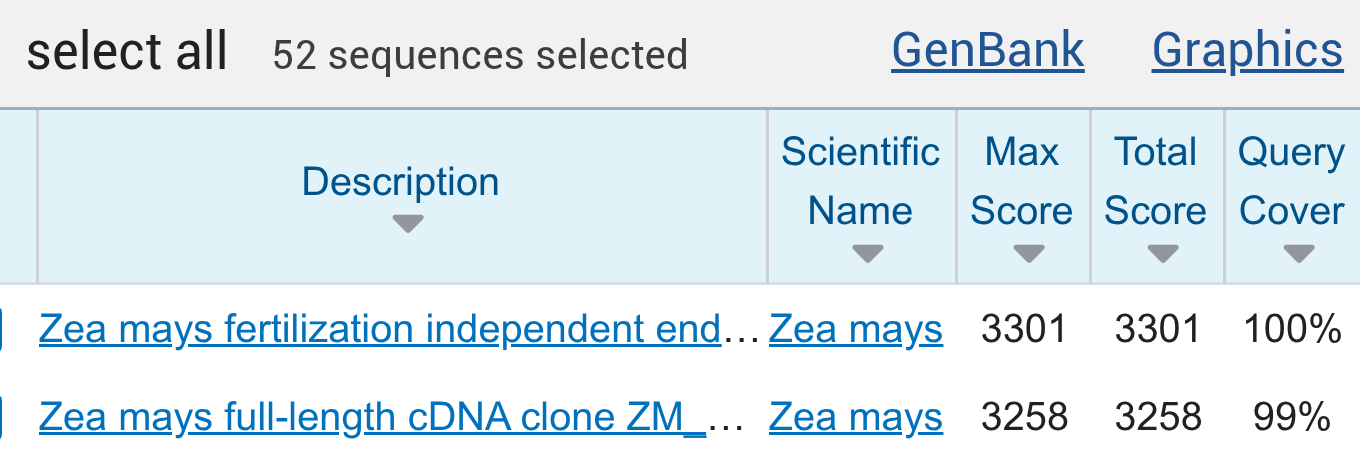 select all 52 sequences selected GenBank Graphics
Description
Scientific Name
Max Score
Total Score
Query Cover
Zea mays fertilization independent end... Zea mays 3301 3301 100%
Zea mays full-length cDNA clone ZM_... Zea mays 3258 3258 99%